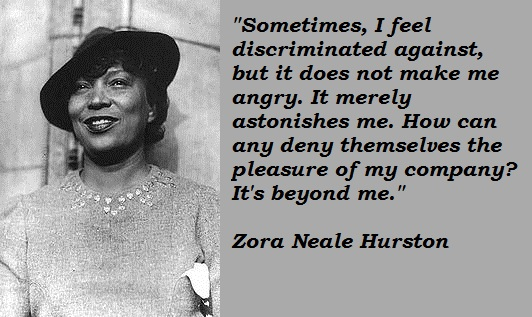 "Sometimes, I feel
discriminated against,
but it does not make me
angry. It merely
astonishes me. How can
any deny themselves the
pleasure of my company?
It's beyond me."
Zora Neale Hurston